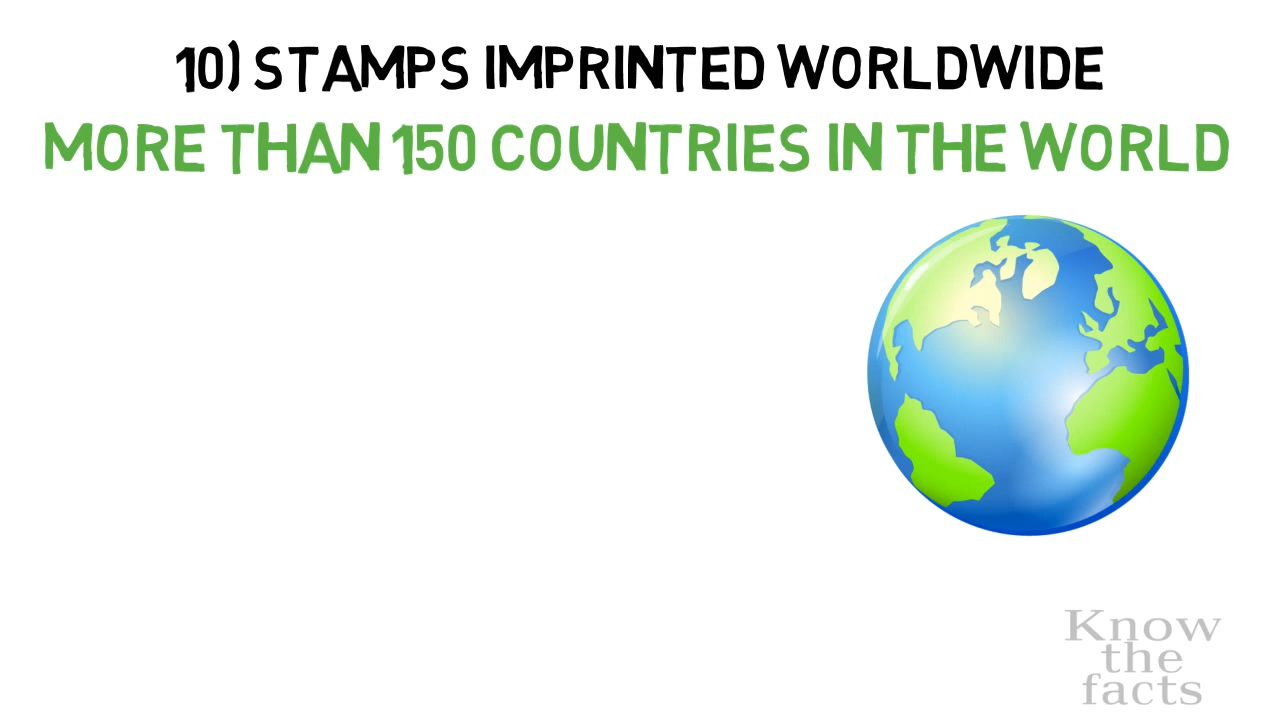 10) STAMPS IMPRINTED WORLDWIDE
MORE THAN 150 COUNTRIES IN THE WORLD
Know
the
facts